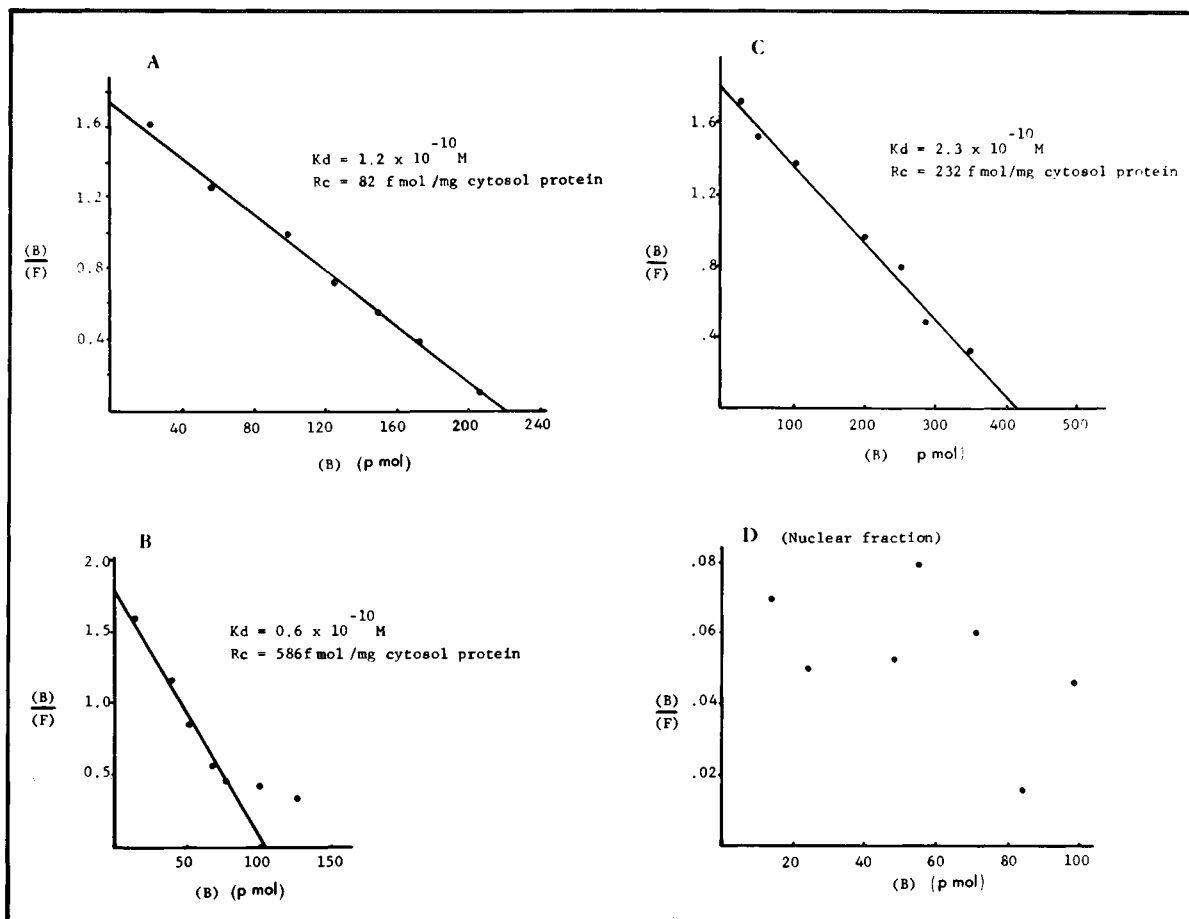 A
1.6
1.2
0.8
0.4
(B)
(F)
Kd = 1.2 x 10^-10 M
Rc = 82 f mol/mg cytosol protein
40 80 120 160 200 240
(B) (p mol)
C
1.6
1.2
.8
.4
(B)
(F)
Kd = 2.3 x 10^-10 M
Rc = 232 f mol/mg cytosol protein
100 200 300 400 500
(B) p mol)
B
2.0
1.5
1.0
0.5
(B)
(F)
Kd = 0.6 x 10^-10 M
Rc = 586f mol/mg cytosol protein
50 100 150
(B) (p mol)
D (Nuclear fraction)
.08
.06
.04
.02
(B)
(F)
20 40 60 80 100
(B) (p mol)